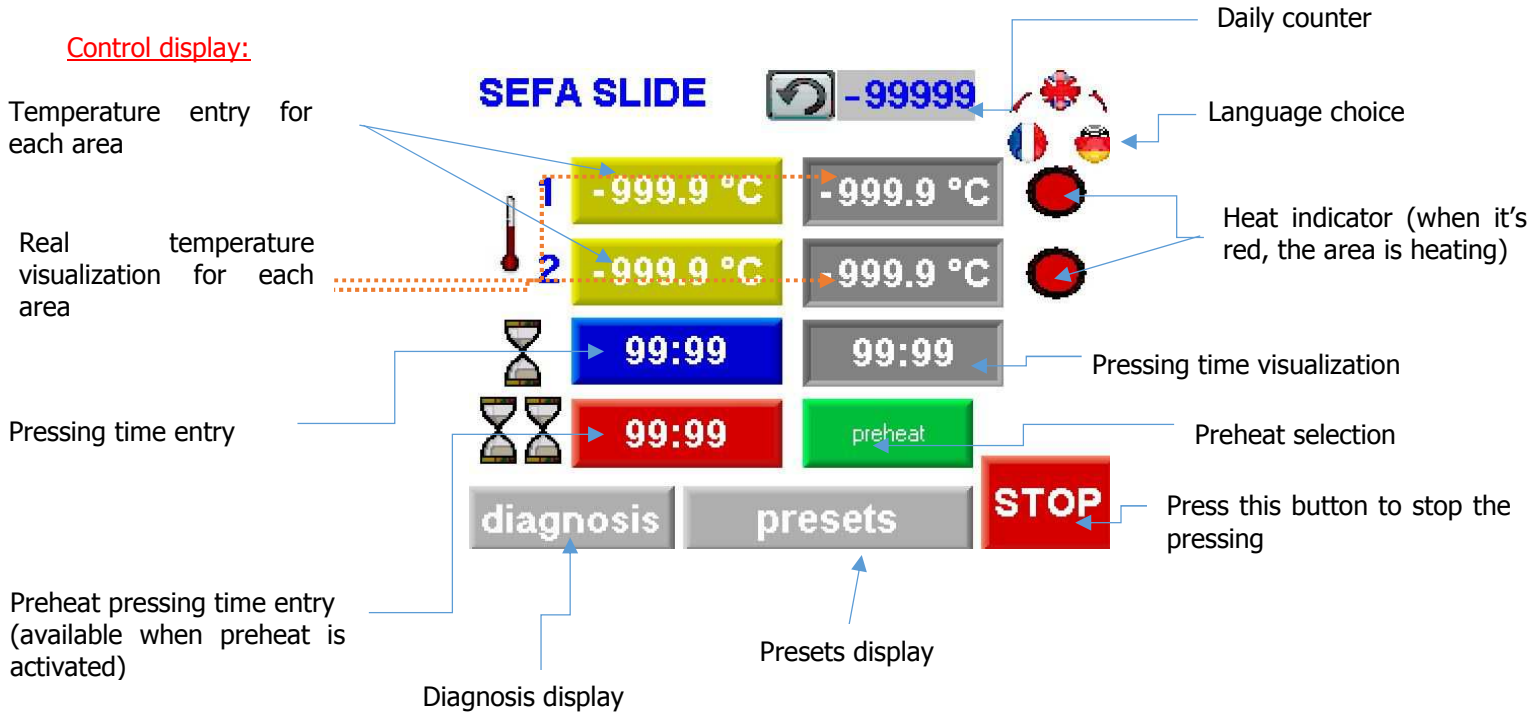 Control display:
Daily counter
SEFA SLIDE
-99999
Temperature entry for
each area
Language choice
1
-999.9 °C
-999.9 °C
Real temperature
visualization for each
area
2
-999.9 °C
-999.9 °C
Heat indicator (when it’s
red, the area is heating)
99:99
99:99
Pressing time visualization
Pressing time entry
99:99
preheat
Preheat selection
diagnosis
presets
STOP
Press this button to stop the
pressing
Preheat pressing time entry
(available when preheat is
activated)
Presets display
Diagnosis display